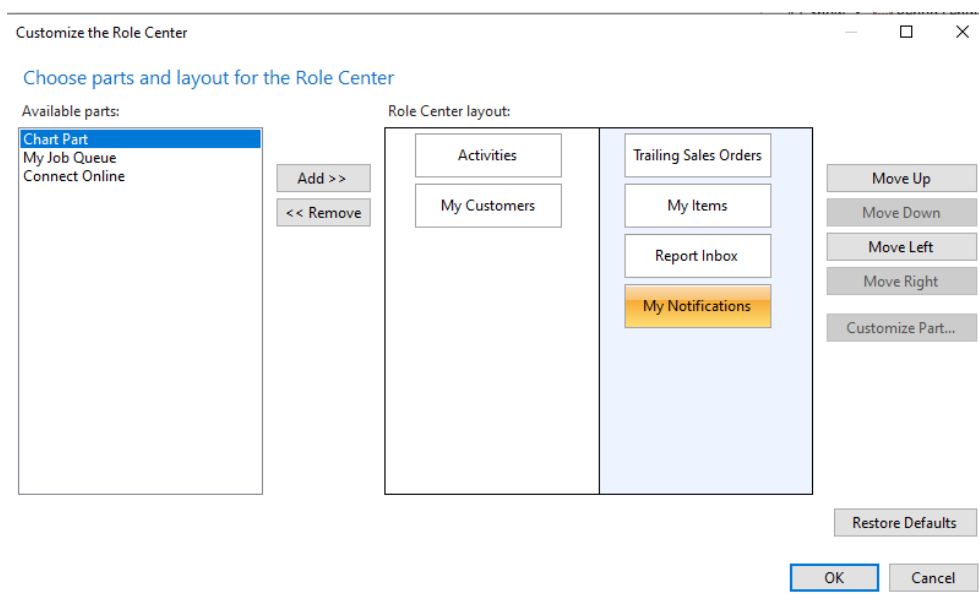 Customize the Role Center
Choose parts and layout for the Role Center
Available parts:
Chart Part
My Job Queue
Connect Online
Add >>
<< Remove
Role Center layout:
Activities
My Customers
Trailing Sales Orders
My Items
Report Inbox
My Notifications
Move Up
Move Down
Move Left
Move Right
Customize Part...
Restore Defaults
OK
Cancel